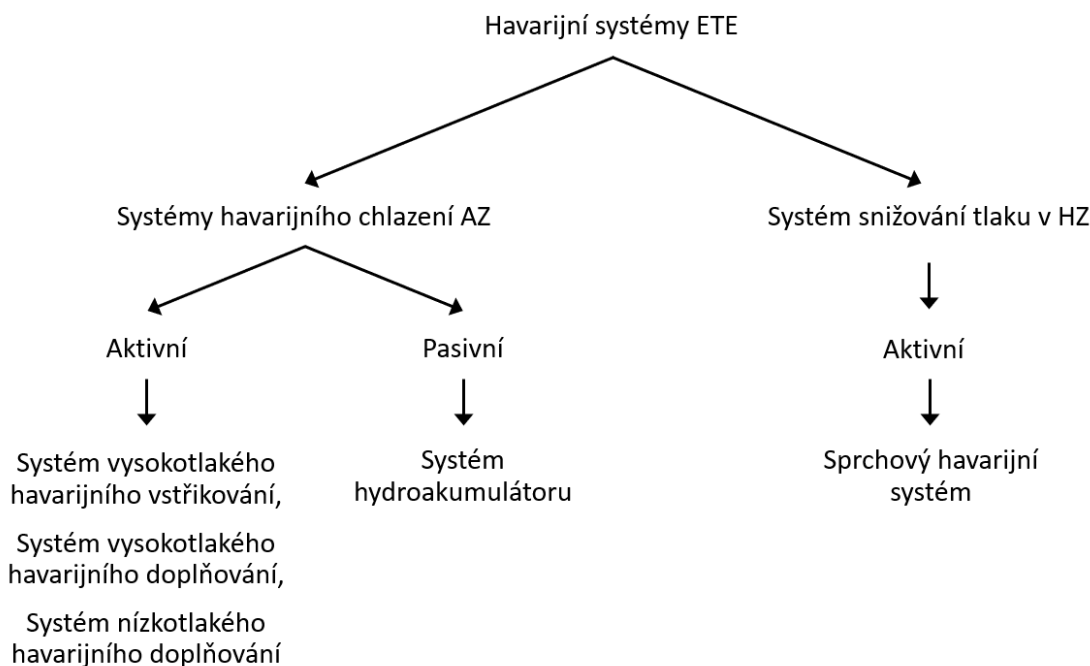 Havarijní systémy ETE
Systémy havarijního chlazení AZ
Systém snižování tlaku v HZ
Aktivní
Pasivní
Aktivní
Systém vysokotlakého
havarijního vstřikování,
Systém vysokotlakého
havarijního doplňování,
Systém nízkotlakého
havarijního doplňování
Systém
hydroakumulátoru
Sprchový havarijní
systém